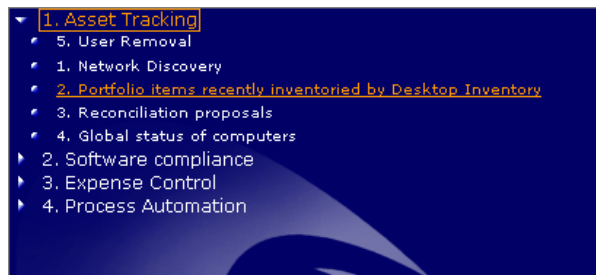 1. Asset Tracking
5. User Removal
1. Network Discovery
2. Portfolio items recently inventoried by Desktop Inventory
3. Reconciliation proposals
4. Global status of computers
2. Software compliance
3. Expense Control
4. Process Automation